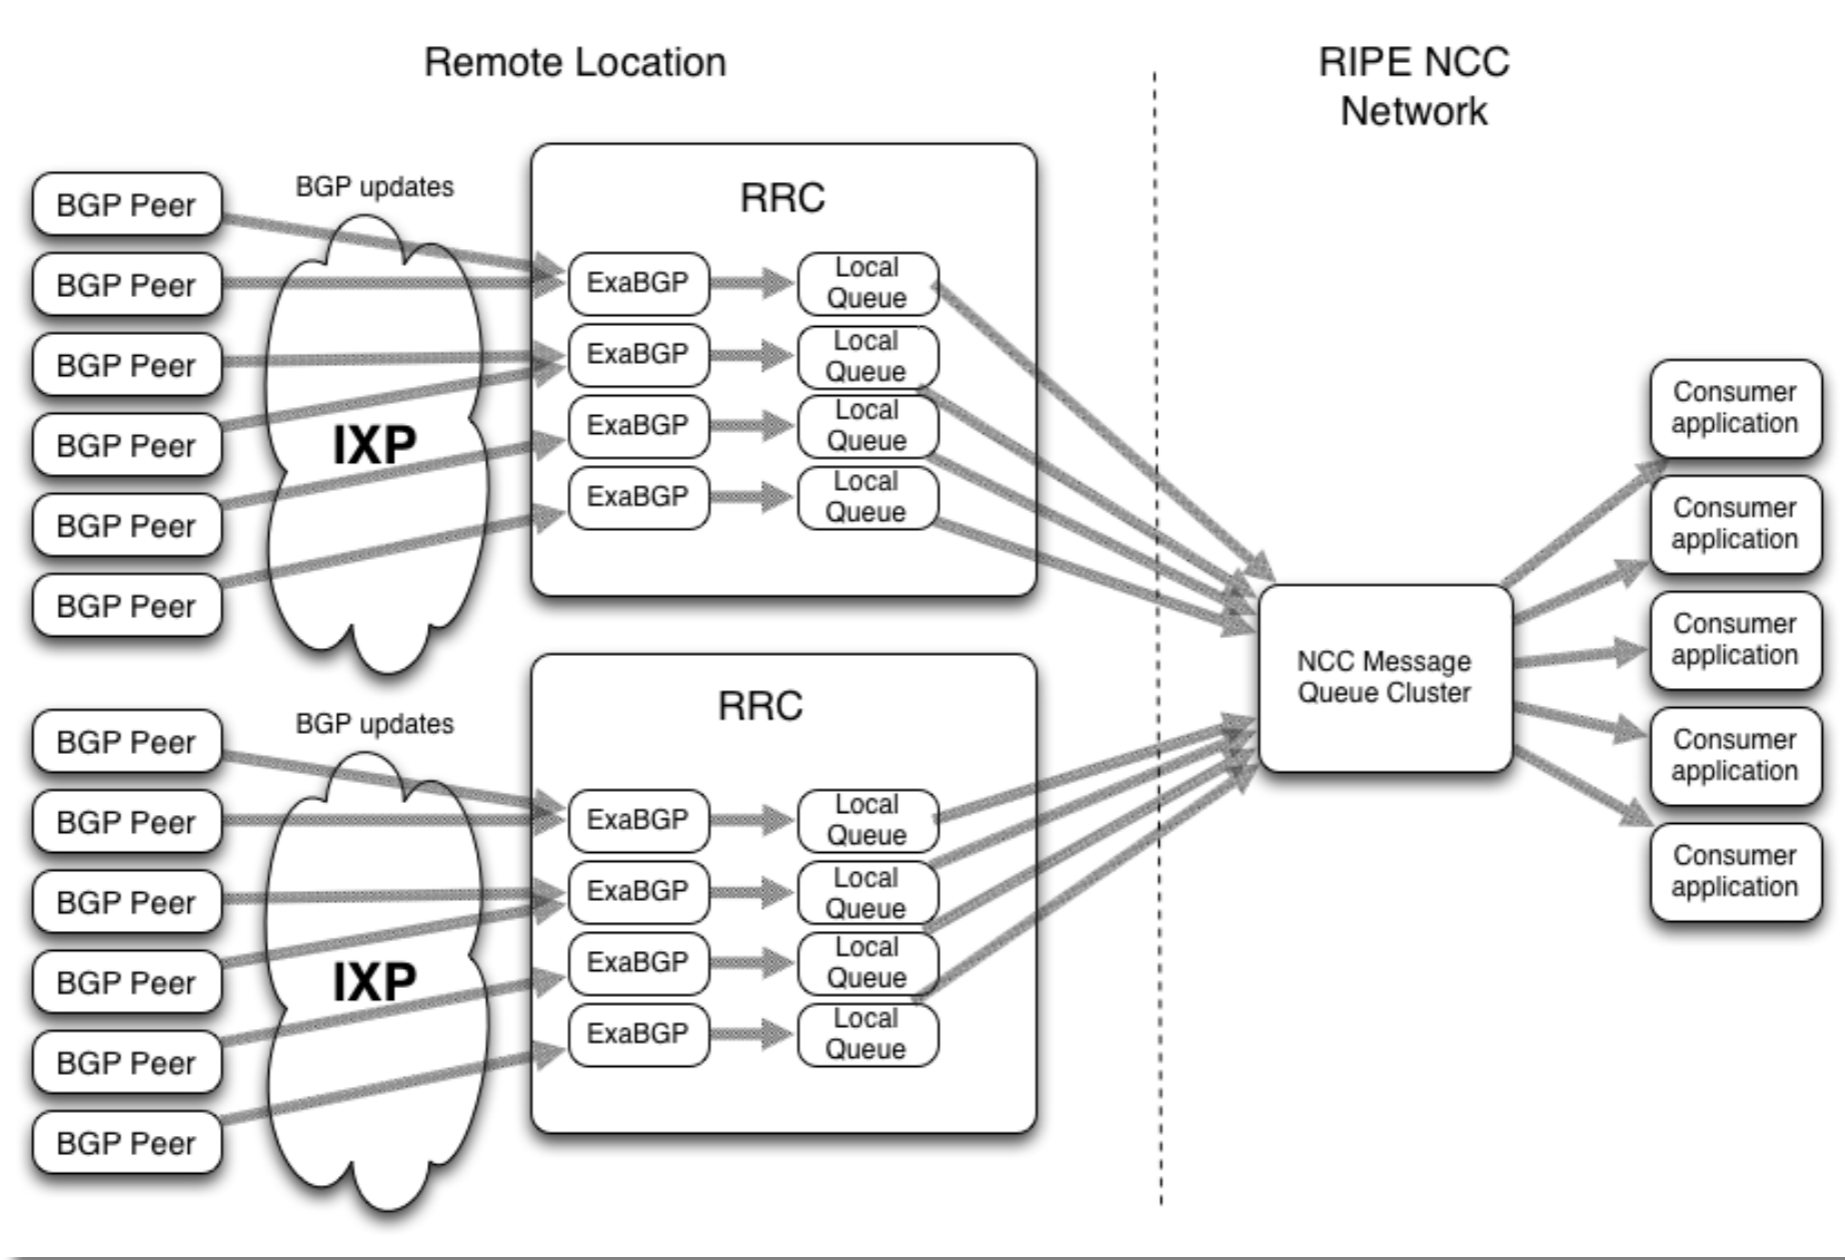 Remote Location
RIPE NCC
Network
BGP updates
RRC
BGP Peer
BGP Peer
BGP Peer
BGP Peer
BGP Peer
BGP Peer
IXP
ExaBGP
Local
Queue
ExaBGP
Local
Queue
ExaBGP
Local
Queue
ExaBGP
Local
Queue
BGP updates
RRC
BGP Peer
BGP Peer
BGP Peer
BGP Peer
BGP Peer
BGP Peer
IXP
ExaBGP
Local
Queue
ExaBGP
Local
Queue
ExaBGP
Local
Queue
ExaBGP
Local
Queue
NCC Message
Queue Cluster
Consumer
application
Consumer
application
Consumer
application
Consumer
application
Consumer
application